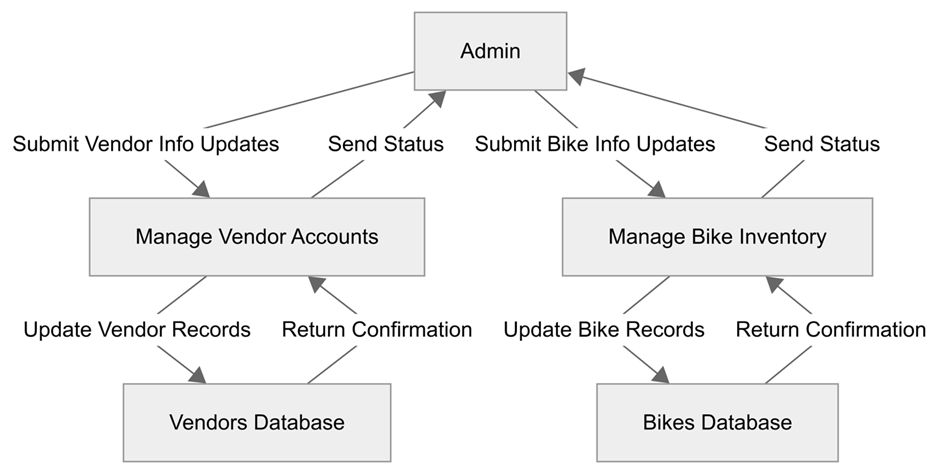 Admin
Submit Vendor Info Updates
Send Status
Submit Bike Info Updates
Send Status
Manage Vendor Accounts
Manage Bike Inventory
Update Vendor Records
Return Confirmation
Update Bike Records
Return Confirmation
Vendors Database
Bikes Database